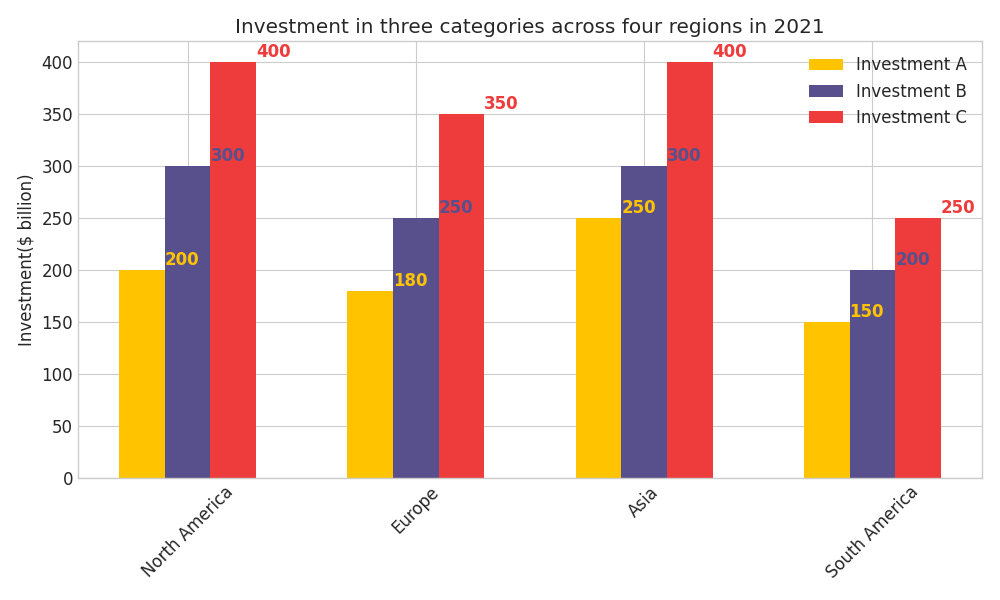 Investment in three categories across four regions in 2021
Investment($ billion)
400
350
300
250
200
150
100
50
0
200
300
400
180
250
350
250
300
400
150
200
250
Investment A
Investment B
Investment C
North America
Europe
Asia
South America